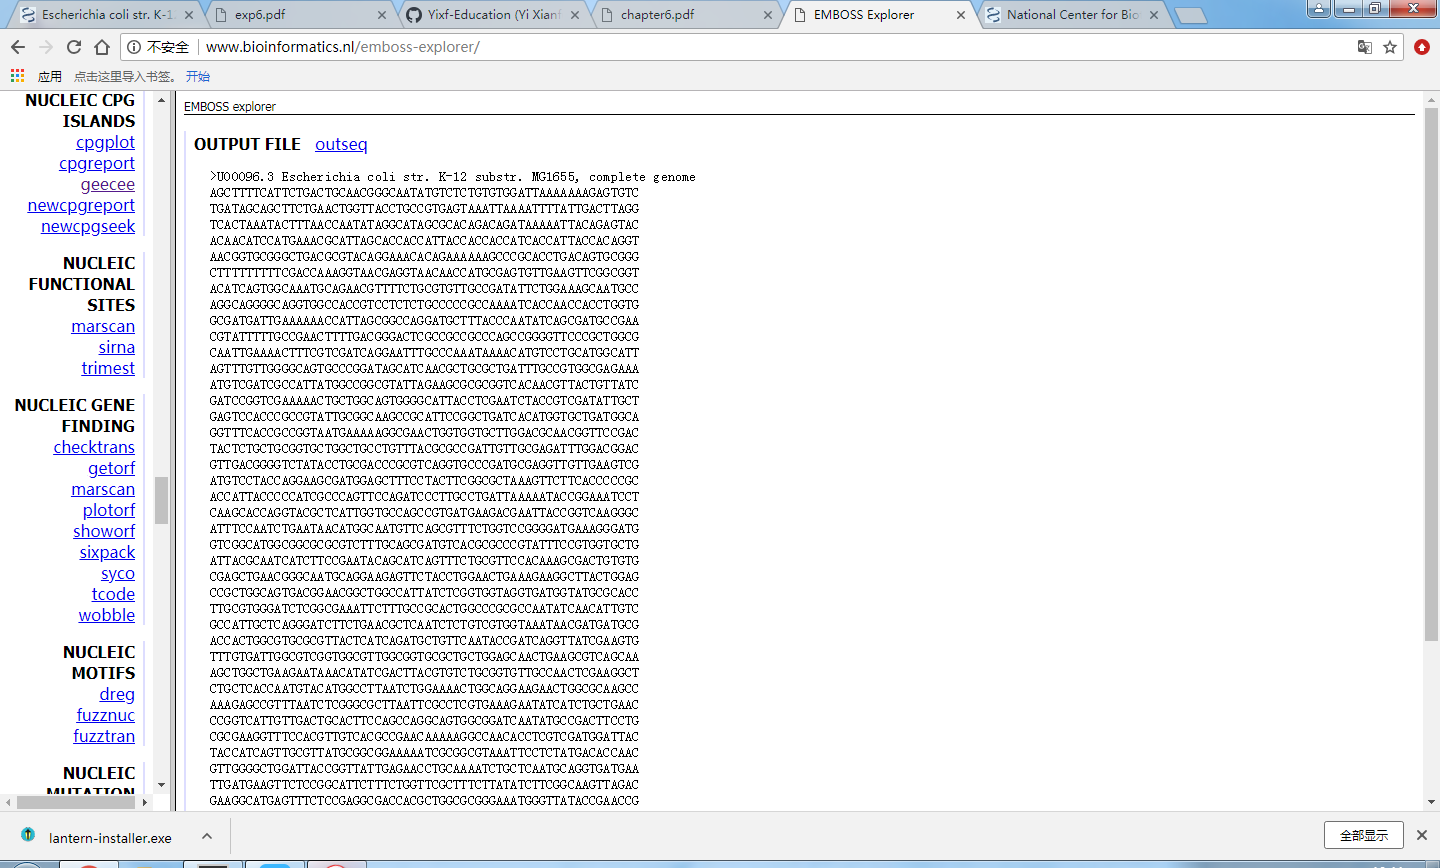 Escherichia coli str. K-1
exp6.pdf
Yixf-Education (Yi Xianf
chapter6.pdf
EMBOSS Explorer
National Center for Bio
不安全
www.bioinformatics.nl/emboss-explorer/
应用 点击这里导入书签。 开始
NUCLEIC CPG
ISLANDS
cpgplot
cpgreport
geecee
newcpgreport
newcpgseek
NUCLEIC
FUNCTIONAL
SITES
marscan
sirna
trimest
NUCLEIC GENE
FINDING
checktrans
getorf
marscan
plotorf
showorf
sixpack
syco
tcode
wobble
NUCLEIC
MOTIFS
dreg
fuzznuc
fuzztran
NUCLEIC
MUTATION
EMBOSS explorer
OUTPUT FILE outseq
>U00096.3 Escherichia coli str. K-12 substr. MG1655, complete genome
AGCTTTTCATTCTGACTGCAACGGGCAATATGTCTCTGTGTGGATTAAAAAAAGAGTGTC
TGATAGCAGCTTCTGAACTGGTTACCTGCCGTGAGTAAATTAAAATTTTATTGACTTAGG
TCACTAAATACTTTAACCAATATAGGCATAGCGCACAGACAGATAAAAATTACAGAGTAC
ACAACATCCATGAAACGCATTAGCACCACCATTACCACCACCATCACCATTACCACAGGT
AACGGTGCGGGCTGACGCGTACAGGAAACACAGAAAAAAGCCCGCACCTGACAGTGCGGG
CTTTTTTTTTCGACCAAAGGTAACGAGGTAACAACCATGCGAGTGTTGAAGTTCGGCGGT
ACATCAGTGGCAAATGCAGAACGTTTTCTGCGTGTTGCCGATATTCTGGAAAGCAATGCC
AGGCAGGGGCAGGTGGCCACCGTCCTCTCTGCCCCCGCCAAAATCACCAACCACCTGGTG
GCGATGATTGAAAAAACCATTAGCGGCCAGGATGCTTTACCCAATATCAGCGATGCCGAA
CGTATTTTTGCCGAACTTTTGACGGGACTCGCCGCCGCCCAGCCGGGGTTCCCGCTGGCG
CAATTGAAAACTTTCGTCGATCAGGAATTTGCCCAAATAAAACATGTCCTGCATGGCATT
AGTTTGTTGGGGCAGTGCCCGGATAGCATCAACGCTGCGCTGATTTGCCGTGGCGAGAAA
ATGTCGATCGCCATTATGGCCGGCGTATTAGAAGCGCGCGGTCACAACGTTACTGTTATC
GATCCGGTCGAAAAACTGCTGGCAGTGGGGCATTACCTCGAATCTACCGTCGATATTGCT
GAGTCCACCCGCCGTATTGCGGCAAGCCGCATTCCGGCTGATCACATGGTGCTGATGGCA
GGTTTCACCGCCGGTAATGAAAAAGGCGAACTGGTGGTGCTTGGACGCAACGGTTCCGAC
TACTCTGCTGCGGTGCTGGCTGCCTGTTTACGCGCCGATTGTTGCGAGATTTGGACGGAC
GTTGACGGGGTCTATACCTGCGACCCGCGTCAGGTGCCCGATGCGAGGTTGTTGAAGTCG
ATGTCCTACCAGGAAGCGATGGAGCTTTCCTACTTCGGCGCTAAAGTTCTTCACCCCCGC
ACCATTACCCCCATCGCCCAGTTCCAGATCCCTTGCCTGATTAAAAATACCGGAAATCCT
CAAGCACCAGGTACGCTCATTGGTGCCAGCCGTGATGAAGACGAATTACCGGTCAAGGGC
ATTTCCAATCTGAATAACATGGCAATGTTCAGCGTTTCTGGTCCGGGGATGAAAGGGATG
GTCGGCATGGCGGCGCGCGTCTTTGCAGCGATGTCACGCGCCCGTATTTCCGTGGTGCTG
ATTACGCAATCATCTTCCGAATACAGCATCAGTTTCTGCGTTCCACAAAGCGACTGTGTG
CGAGCTGAACGGGCAATGCAGGAAGAGTTCTACCTGGAACTGAAAGAAGGCTTACTGGAG
CCGCTGGCAGTGACGGAACGGCTGGCCATTATCTCGGTGGTAGGTGATGGTATGCGCACC
TTGCGTGGGATCTCGGCGAAATTCTTTGCCGCACTGGCCCGCGCCAATATCAACATTGTC
GCCATTGCTCAGGGATCTTCTGAACGCTCAATCTCTGTCGTGGTAAATAACGATGATGCG
ACCACTGGCGTGCGCGTTACTCATCAGATGCTGTTCAATACCGATCAGGTTATCGAAGTG
TTTGTGATTGGCGTCGGTGGCGTTGGCGGTGCGCTGCTGGAGCAACTGAAGCGTCAGCAA
AGCTGGCTGAAGAATAAACATATCGACTTACGTGTCTGCGGTGTTGCCAACTCGAAGGCT
CTGCTCACCAATGTACATGGCCTTAATCTGGAAAACTGGCAGGAAGAACTGGCGCAAGCC
AAAGAGCCGTTTAATCTCGGGCGCTTAATTCGCCTCGTGAAAGAATATCATCTGCTGAAC
CCGGTCATTGTTGACTGCACTTCCAGCCAGGCAGTGGCGGATCAATATGCCGACTTCCTG
CGCGAAGGTTTCCACGTTGTCACGCCGAACAAAAAGGCCAACACCTCGTCGATGGATTAC
TACCATCAGTTGCGTTATGCGGCGGAAAAATCGCGGCGTAAATTCCTCTATGACACCAAC
GTTGGGGCTGGATTACCGGTTATTGAGAACCTGCAAAATCTGCTCAATGCAGGTGATGAA
TTGATGAAGTTCTCCGGCATTCTTTCTGGTTCGCTTTCTTATATCTTCGGCAAGTTAGAC
GAAGGCATGAGTTTCTCCGAGGCGACCACGCTGGCGCGGGAAATGGGTTATACCGAACCG
lantern-installer.exe
全部显示